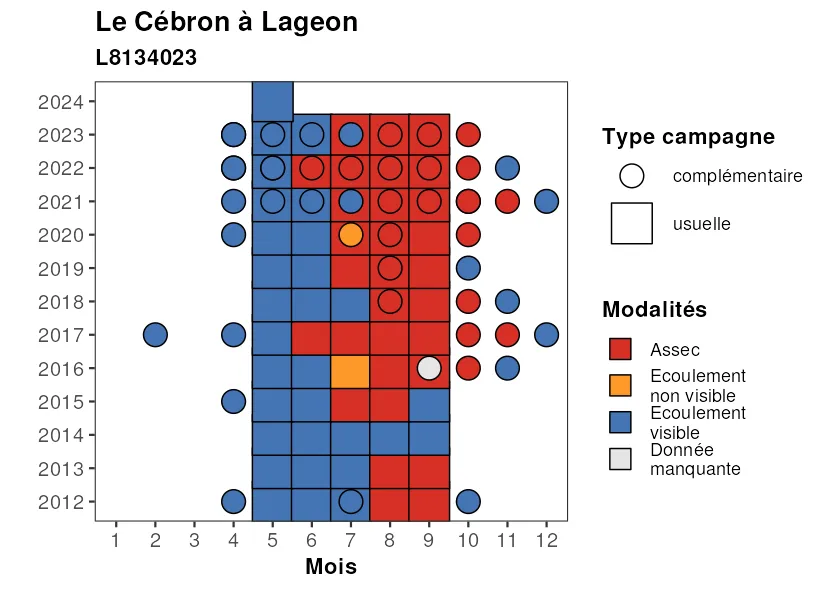 Le Cébron à Lageon
L8134023
2024
2023
2022
2021
2020
2019
2018
2017
2016
2015
2014
2013
2012
1 2 3 4 5 6 7 8 9 10 11 12
Mois
Type campagne
complémentaire
usuelle
Modalités
Assec
Ecoulement
non visible
Ecoulement
visible
Donnée
manquante